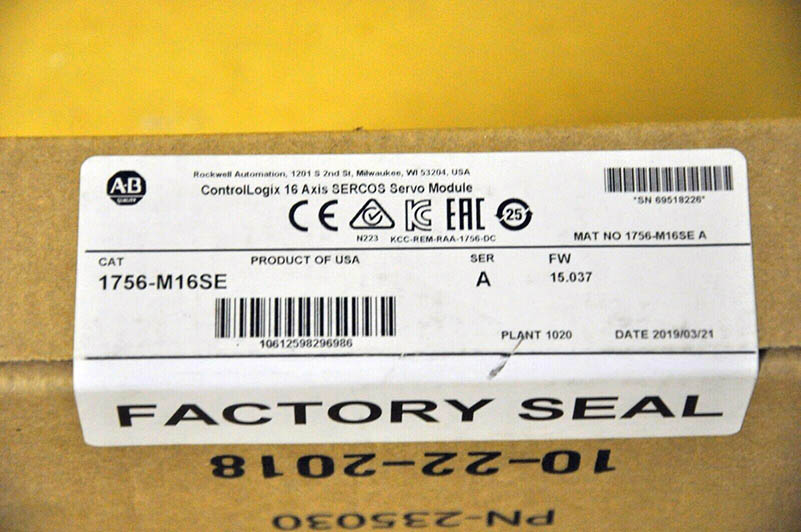 A-B
QUALITY
Rockwell Automation, 1201 S 2nd St, Milwaukee, WI 53204, USA
ControlLogix 16 Axis SERCOS Servo Module
*SN 69518226*
CE
KC
EAC
25
N223 KCC-REM-RAA-1756-DC
MAT NO 1756-M16SE A
CAT
PRODUCT OF USA
SER
FW
1756-M16SE
A
15.037
10612598296986
PLANT 1020
DATE 2019/03/21
FACTORY SEAL
10-22-2018
PN-235030